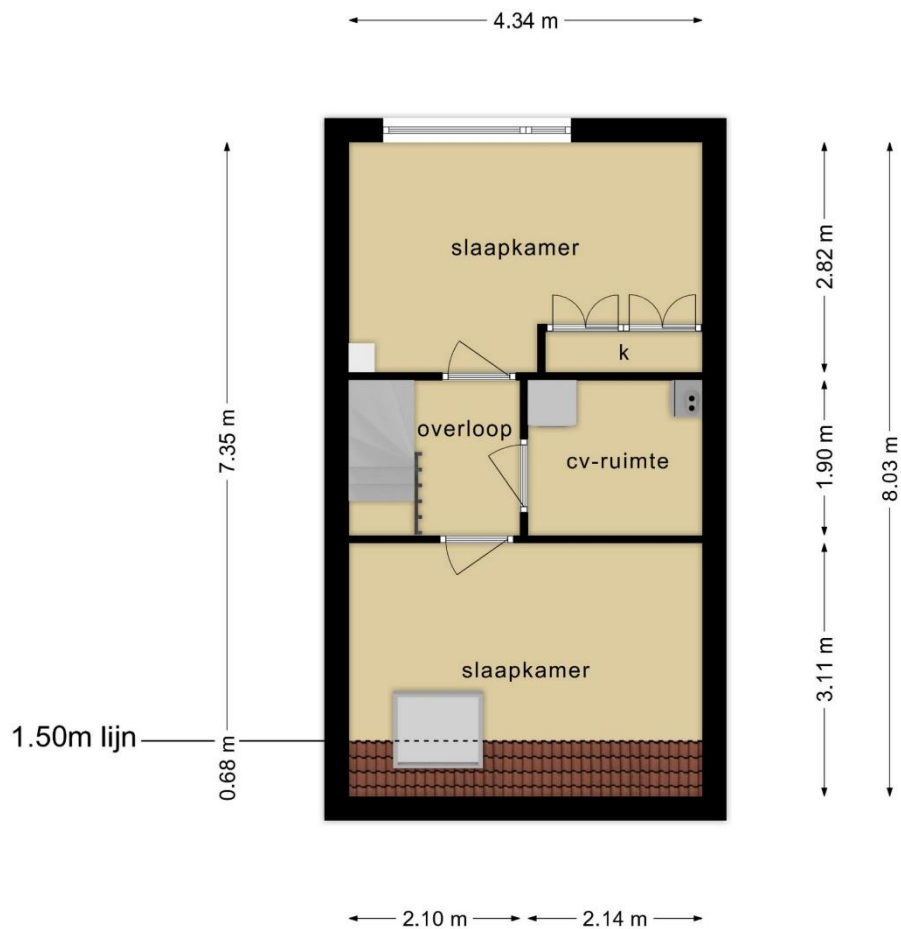 4.34 m
slaapkamer
2.82 m
k
7.35 m
overloop
cv-ruimte
1.90 m
8.03 m
slaapkamer
3.11 m
1.50m lijn
0.68 m
2.10 m
2.14 m